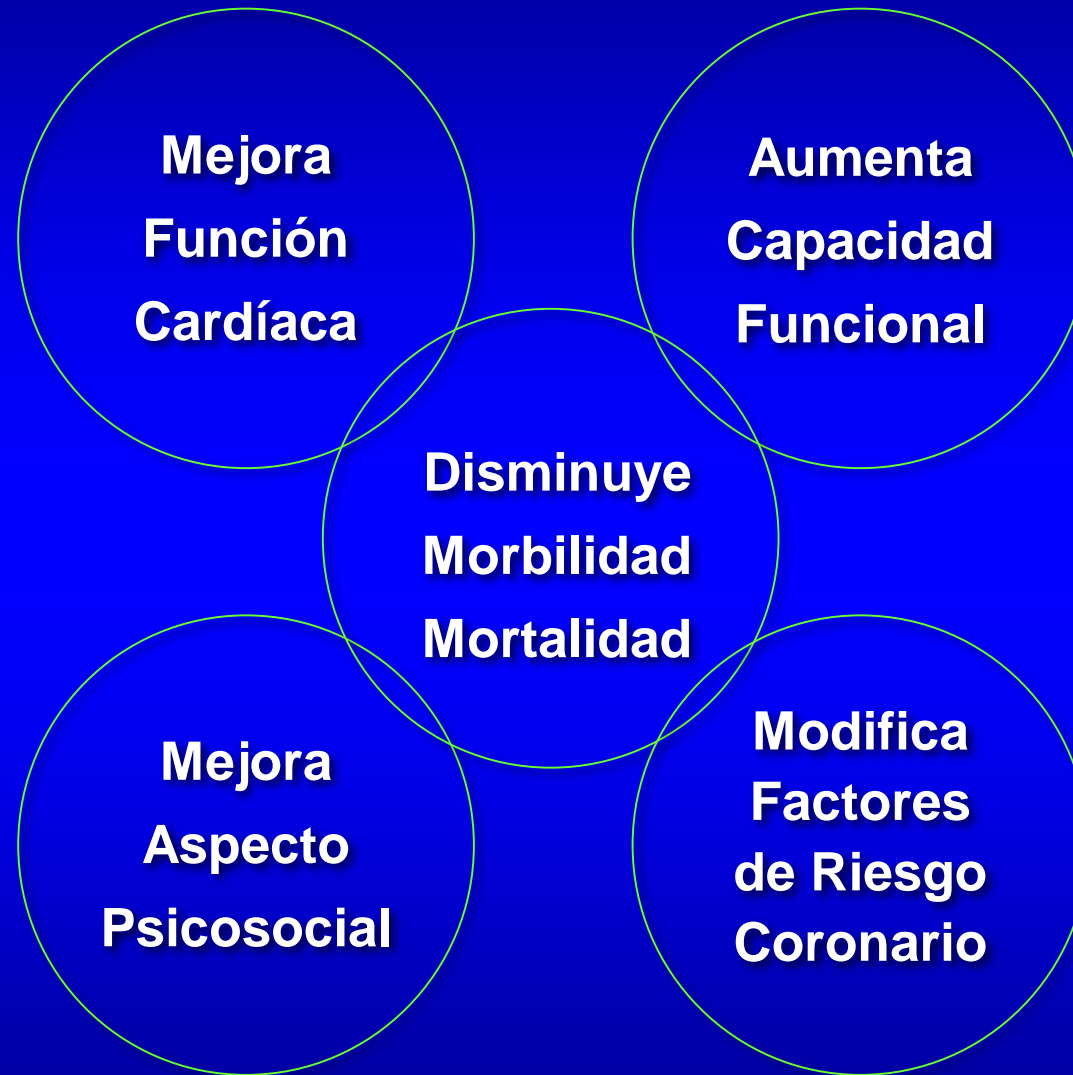 Mejora
Función
Cardíaca
Aumenta
Capacidad
Funcional
Disminuye
Morbilidad
Mortalidad
Mejora
Aspecto
Psicosocial
Modifica
Factores
de Riesgo
Coronario